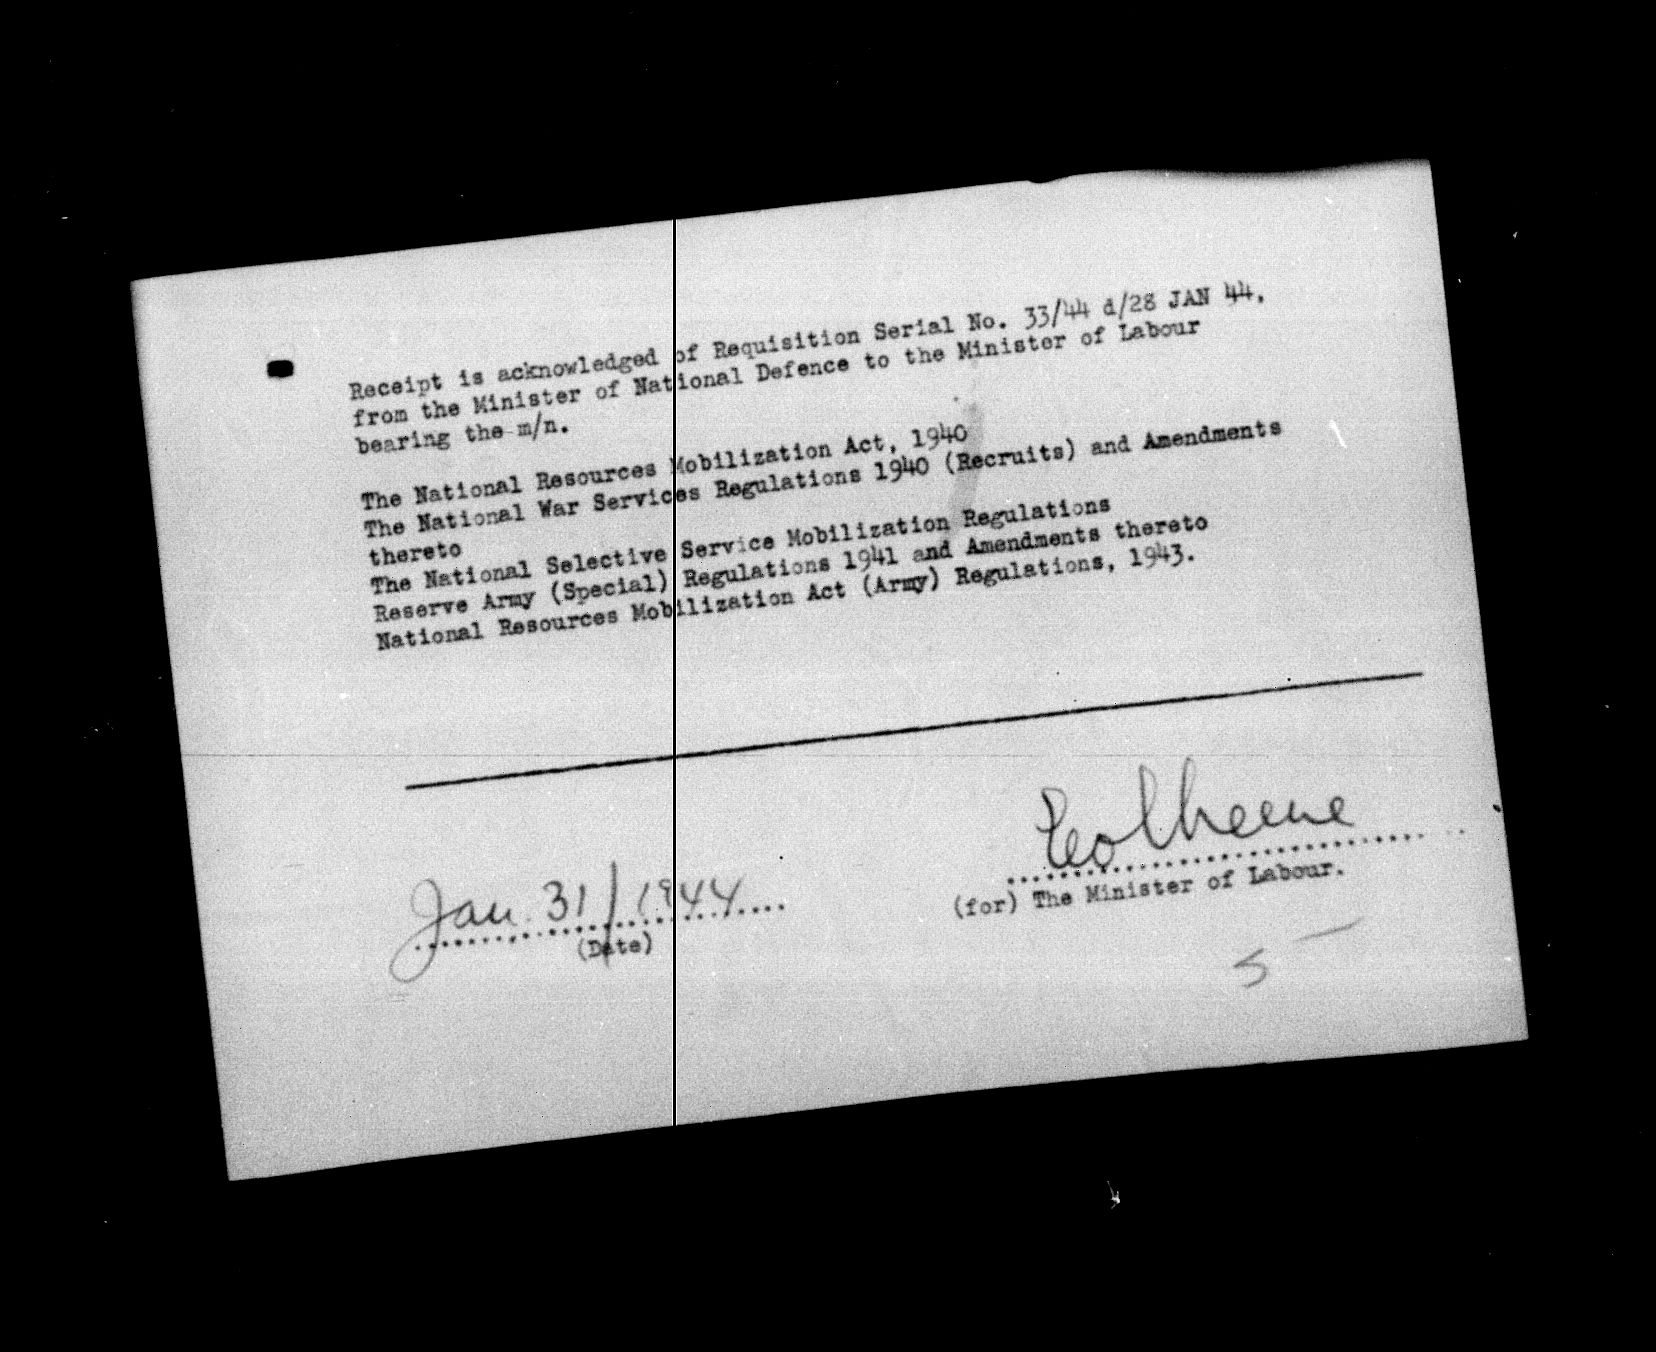 Receipt is acknowledged of Requisition Serial No. 33/44 d/28 JAN 44,
from the Minister of National Defence to the Minister of Labour
bearing the m/n.
The National Resources Mobilization Act, 1940
The National War Services Regulations 1940 (Recruits) and Amendments
thereto
The National Selective Service Mobilization Regulations
Reserve Army (Special) Regulations 1941 and Amendments thereto
National Resources Mobilization Act (Army) Regulations, 1943.
Jan. 31/1944
(Date)
(for) The Minister of Labour.
5